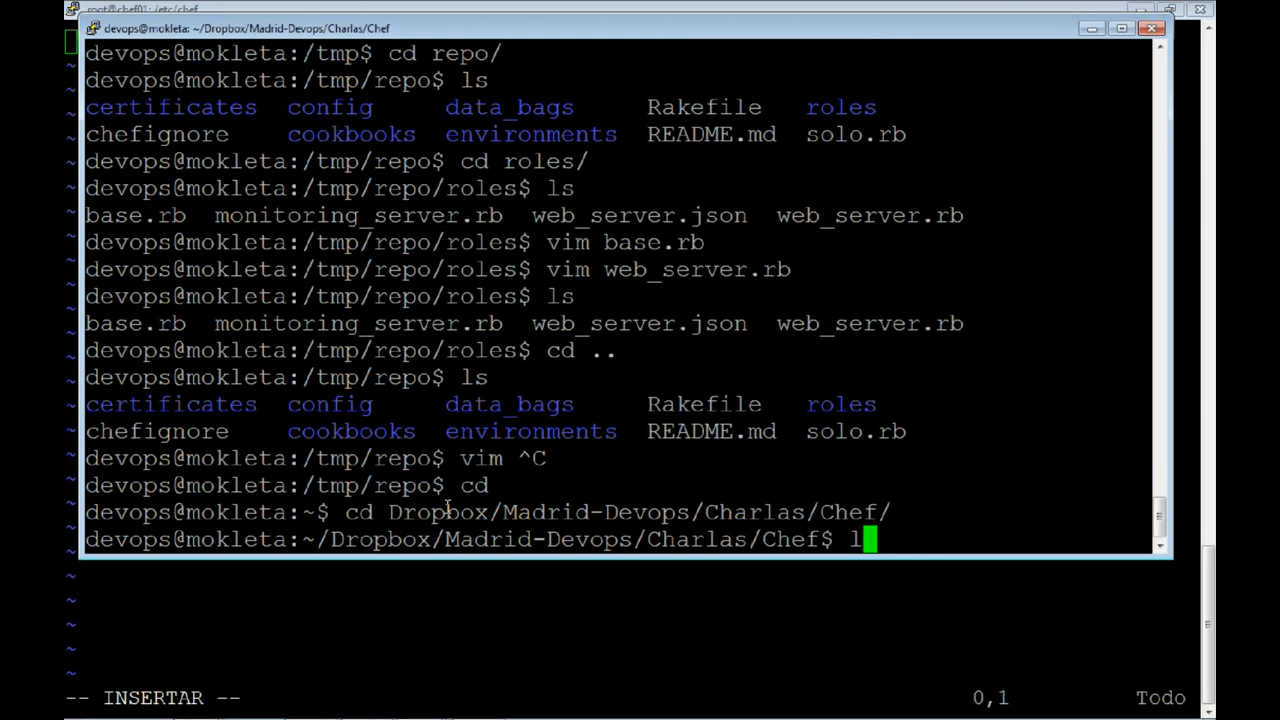 root@chef01: /etc/chef
devops@mokleta: ~/Dropbox/Madrid-Devops/Charlas/Chef
devops@mokleta:/tmp$ cd repo/
devops@mokleta:/tmp/repo$ ls
certificates config data_bags Rakefile roles
chefignore cookbooks environments README.md solo.rb
devops@mokleta:/tmp/repo$ cd roles/
devops@mokleta:/tmp/repo/roles$ ls
base.rb monitoring_server.rb web_server.json web_server.rb
devops@mokleta:/tmp/repo/roles$ vim base.rb
devops@mokleta:/tmp/repo/roles$ vim web_server.rb
devops@mokleta:/tmp/repo/roles$ ls
base.rb monitoring_server.rb web_server.json web_server.rb
devops@mokleta:/tmp/repo/roles$ cd ..
devops@mokleta:/tmp/repo$ ls
certificates config data_bags Rakefile roles
chefignore cookbooks environments README.md solo.rb
devops@mokleta:/tmp/repo$ vim ^C
devops@mokleta:/tmp/repo$ cd
devops@mokleta:~$ cd Dropbox/Madrid-Devops/Charlas/Chef/
devops@mokleta:~/Dropbox/Madrid-Devops/Charlas/Chef$ l
~
~
~
~
-- INSERTAR -- 0,1 Todo